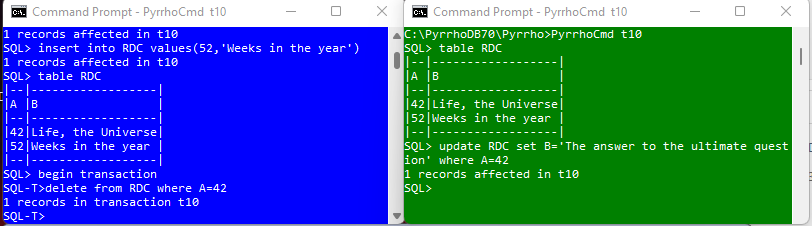 Command Prompt - PyrrhoCmd t10
1 records affected in t10
SQL> insert into RDC values(52,'Weeks in the year')
1 records affected in t10
SQL> table RDC
|--|------------------|
|A |B                 |
|--|------------------|
|42|Life, the Universe|
|52|Weeks in the year |
|--|------------------|
SQL> begin transaction
SQL-T>delete from RDC where A=42
1 records in transaction t10
SQL-T>
Command Prompt - PyrrhoCmd t10
C:\PyrrhoDB70\Pyrrho>PyrrhoCmd t10
SQL> table RDC
|--|------------------|
|A |B                 |
|--|------------------|
|42|Life, the Universe|
|52|Weeks in the year |
|--|------------------|
SQL> update RDC set B='The answer to the ultimate quest
ion' where A=42
1 records affected in t10
SQL>